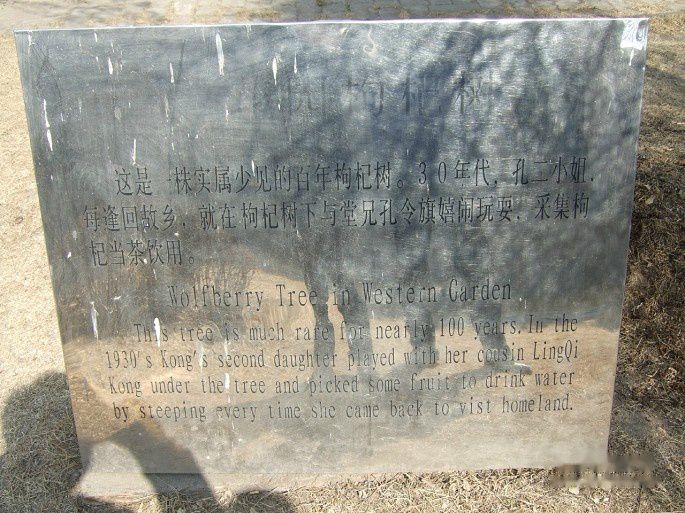 西园枸杞树
这是一株实属少见的百年枸杞树。30年代，孔二小姐，
每逢回故乡，就在枸杞树下与堂兄孔令旗嬉闹玩耍，采集枸
杞当茶饮用。
Wolfberry Tree in Western Garden
This tree is much rare for nearly 100 years. In the
1930's Kong's second daughter played with her cousin LingQi
Kong under the tree and picked some fruit to drink water
by steeping every time she came back to vist homeland.